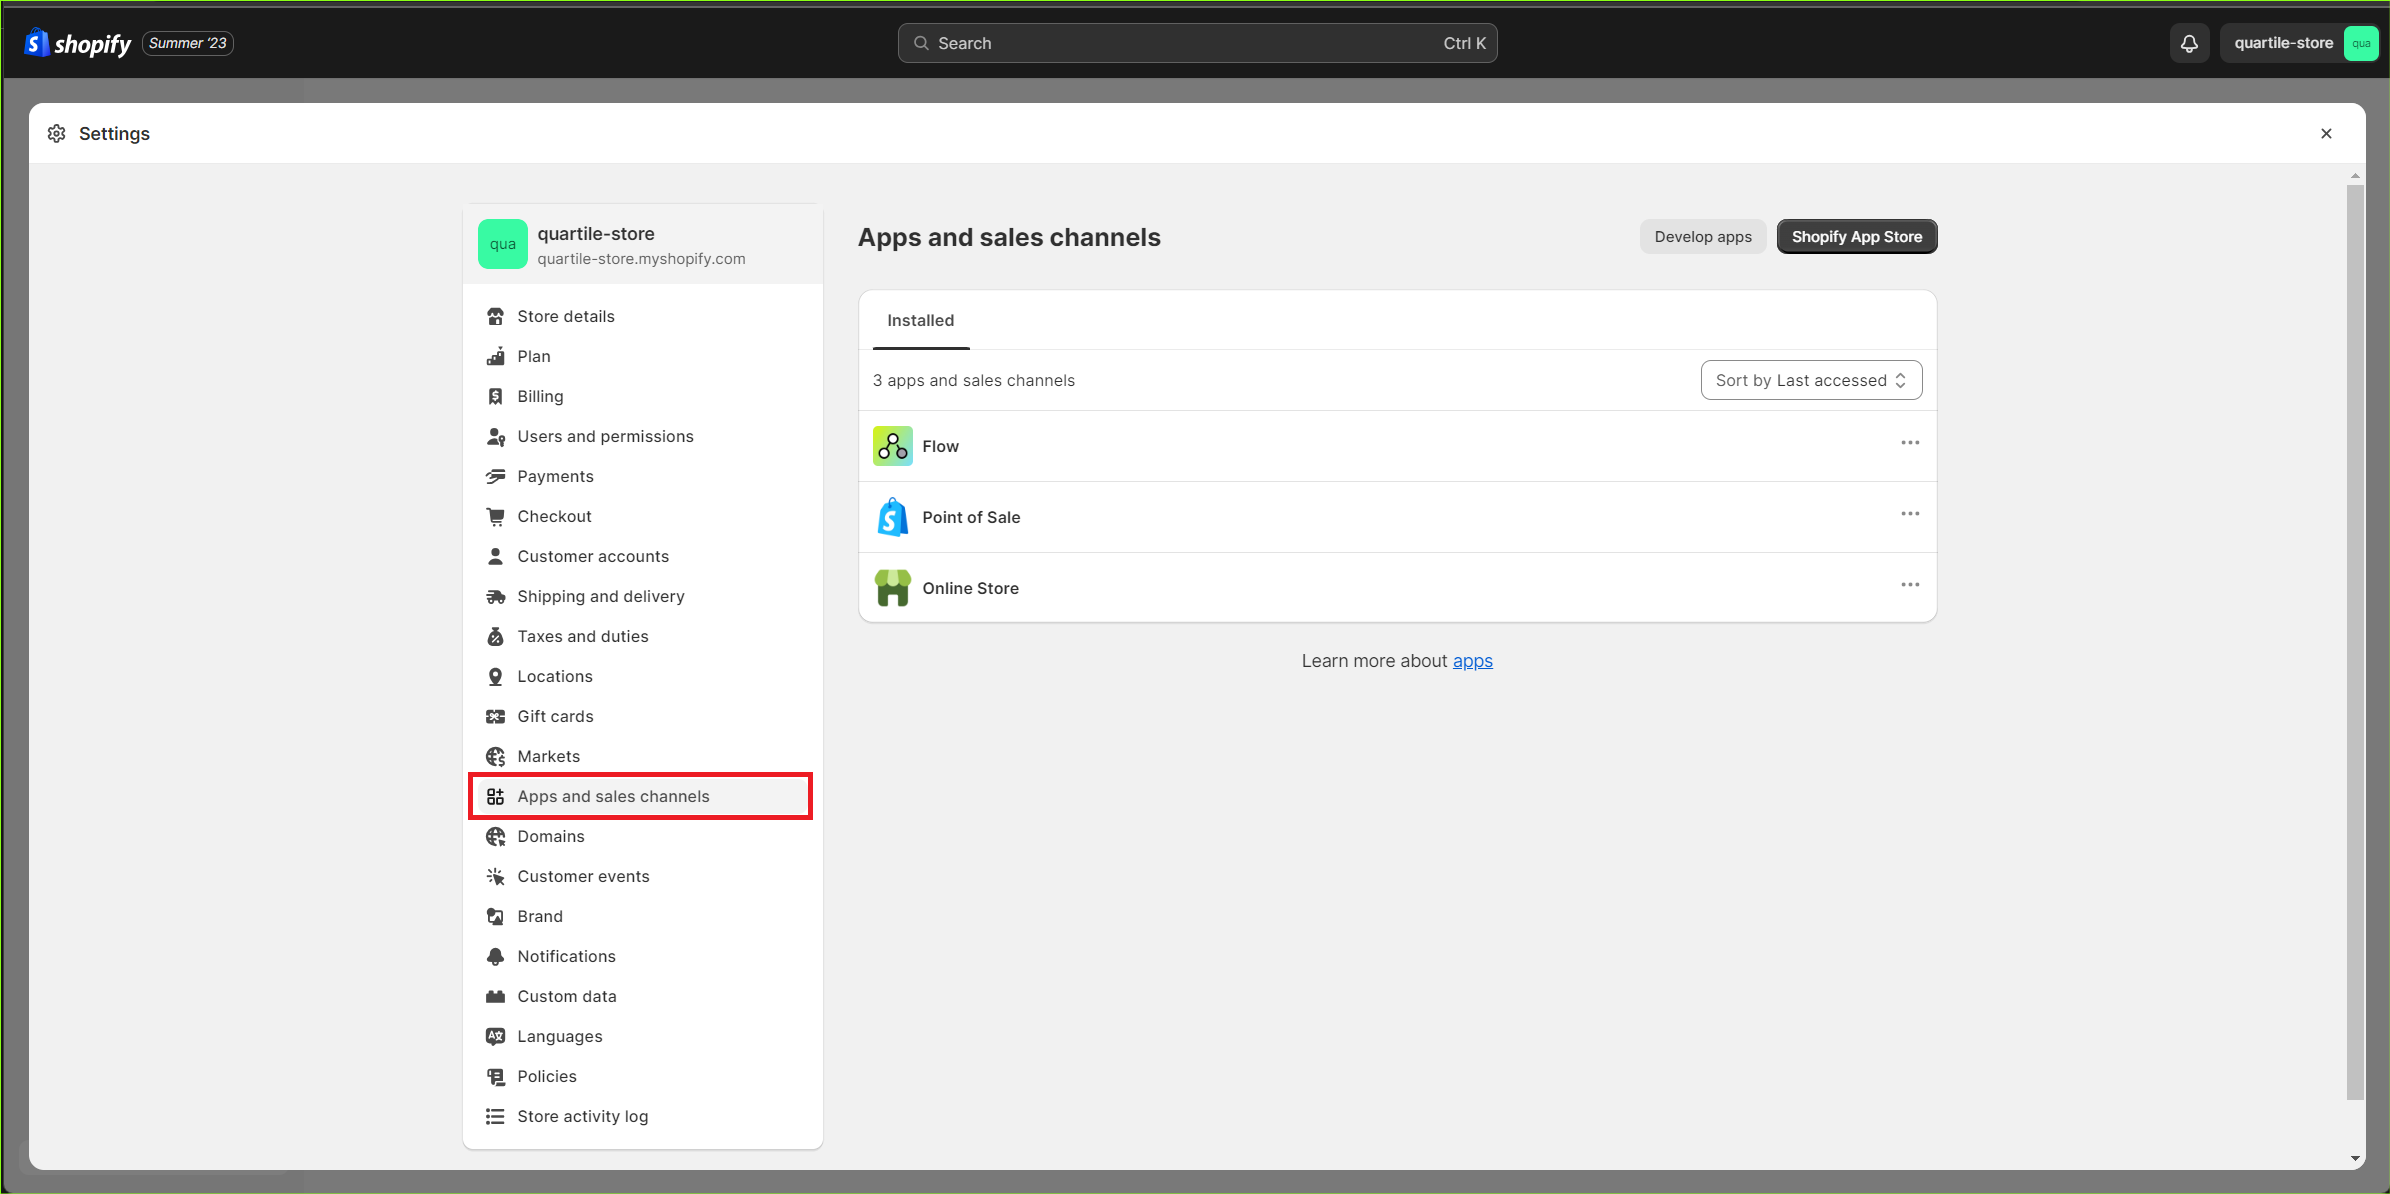 shopify Summer '23
Search Ctrl K
quartile-store qua
Settings
qua quartile-store
quartile-store.myshopify.com
Store details
Plan
Billing
Users and permissions
Payments
Checkout
Customer accounts
Shipping and delivery
Taxes and duties
Locations
Gift cards
Markets
Apps and sales channels
Domains
Customer events
Brand
Notifications
Custom data
Languages
Policies
Store activity log
Apps and sales channels
Develop apps Shopify App Store
Installed
3 apps and sales channels Sort by Last accessed
Flow
Point of Sale
Online Store
Learn more about apps